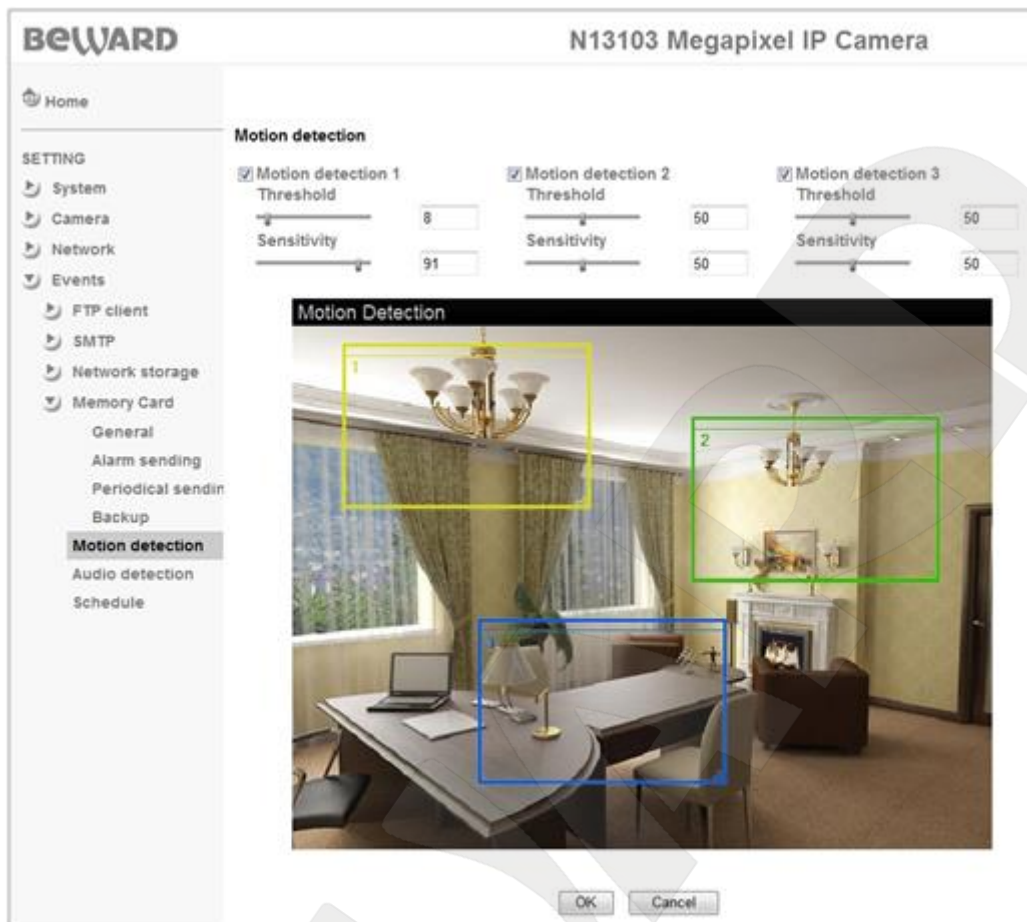 BEWARD
N13103 Megapixel IP Camera
Home
SETTING
System
Camera
Network
Events
FTP client
SMTP
Network storage
Memory Card
General
Alarm sending
Periodical sendin
Backup
Motion detection
Audio detection
Schedule
Motion detection
Motion detection 1
Threshold
8
Sensitivity
91
Motion detection 2
Threshold
50
Sensitivity
50
Motion detection 3
Threshold
50
Sensitivity
50
Motion Detection
1
2
OK
Cancel